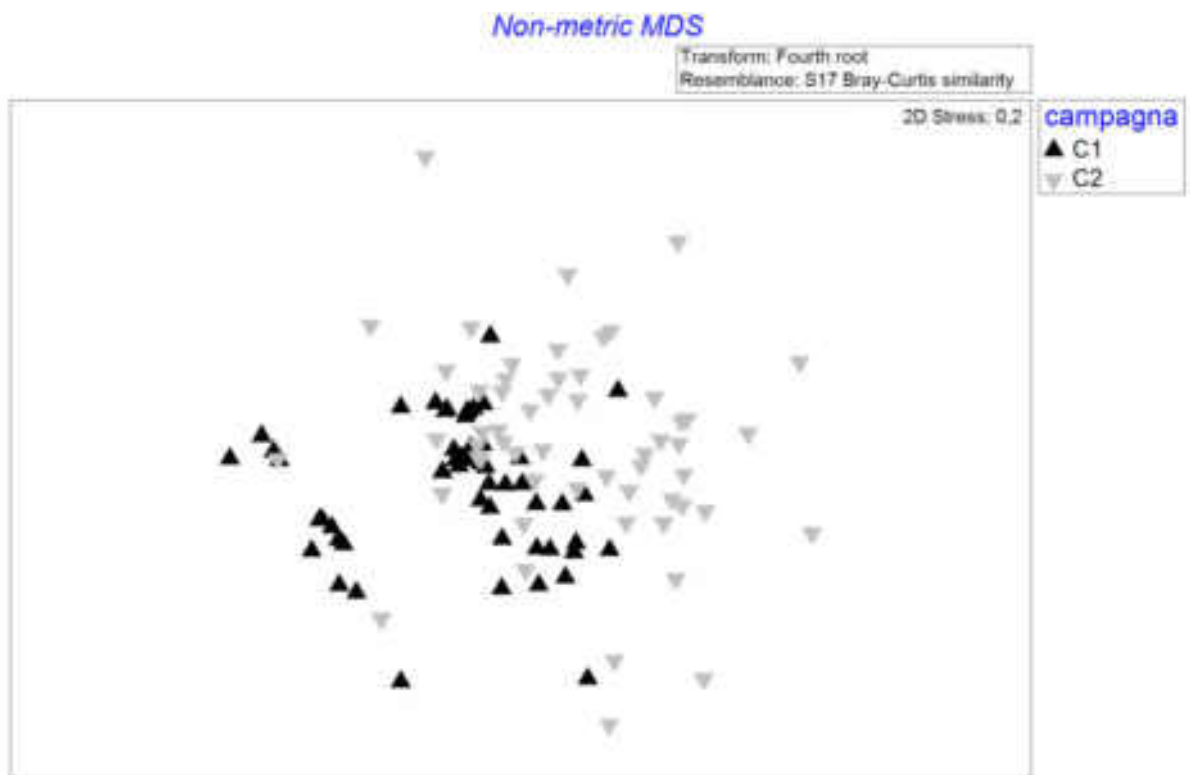 Non-metric MDS
Transform: Fourth root
Resemblance: S17 Bray-Curtis similarity
2D Stress: 0,2
campagna
C1
C2